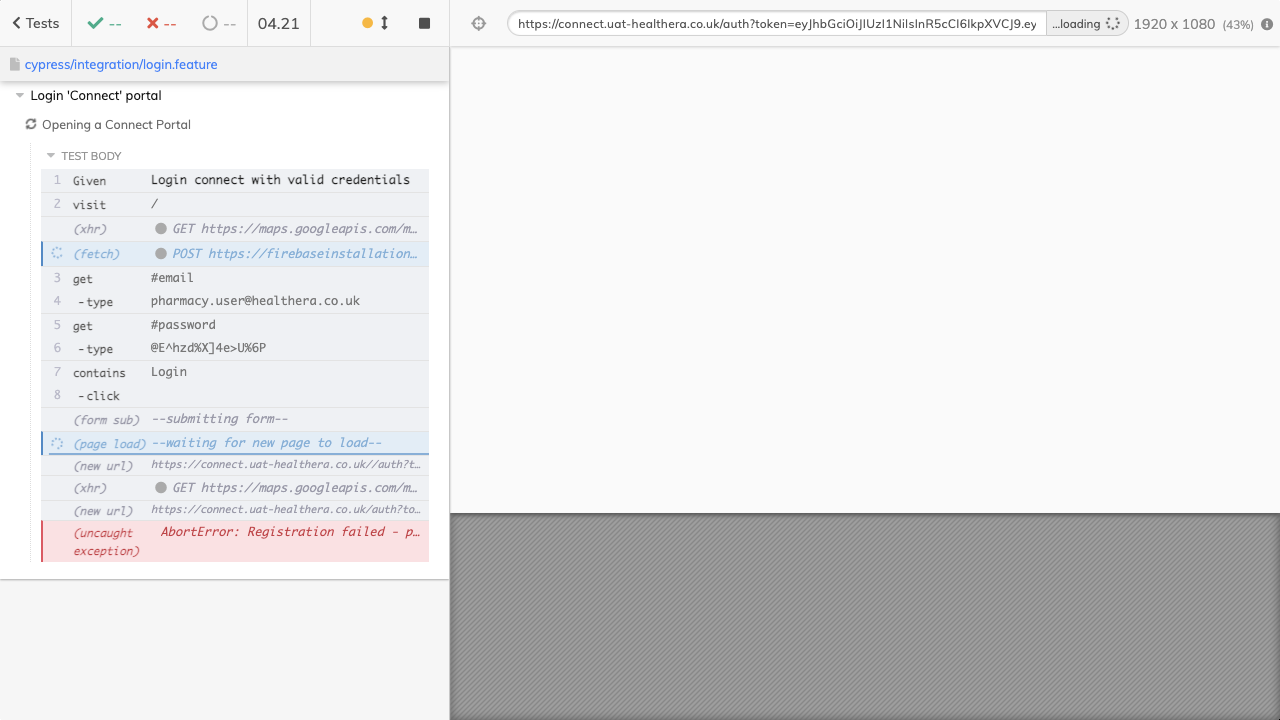 Tests
--
--
--
04.21
https://connect.uat-healthera.co.uk/auth?token=eyJhbGciOiJIUzI1NiIsInR5cCI6IkpXVCJ9.ey
...loading
1920 x 1080 (43%)
cypress/integration/login.feature
Login 'Connect' portal
Opening a Connect Portal
TEST BODY
1 Given Login connect with valid credentials
2 visit /
(xhr) GET https://maps.googleapis.com/m...
(fetch) POST https://firebaseinstallation...
3 get #email
4 -type pharmacy.user@healthera.co.uk
5 get #password
6 -type @E^hzd%X]4e>U%6P
7 contains Login
8 -click
(form sub) --submitting form--
(page load) --waiting for new page to load--
(new url) https://connect.uat-healthera.co.uk//auth?t...
(xhr) GET https://maps.googleapis.com/m...
(new url) https://connect.uat-healthera.co.uk/auth?to...
(uncaught exception) AbortError: Registration failed - p...